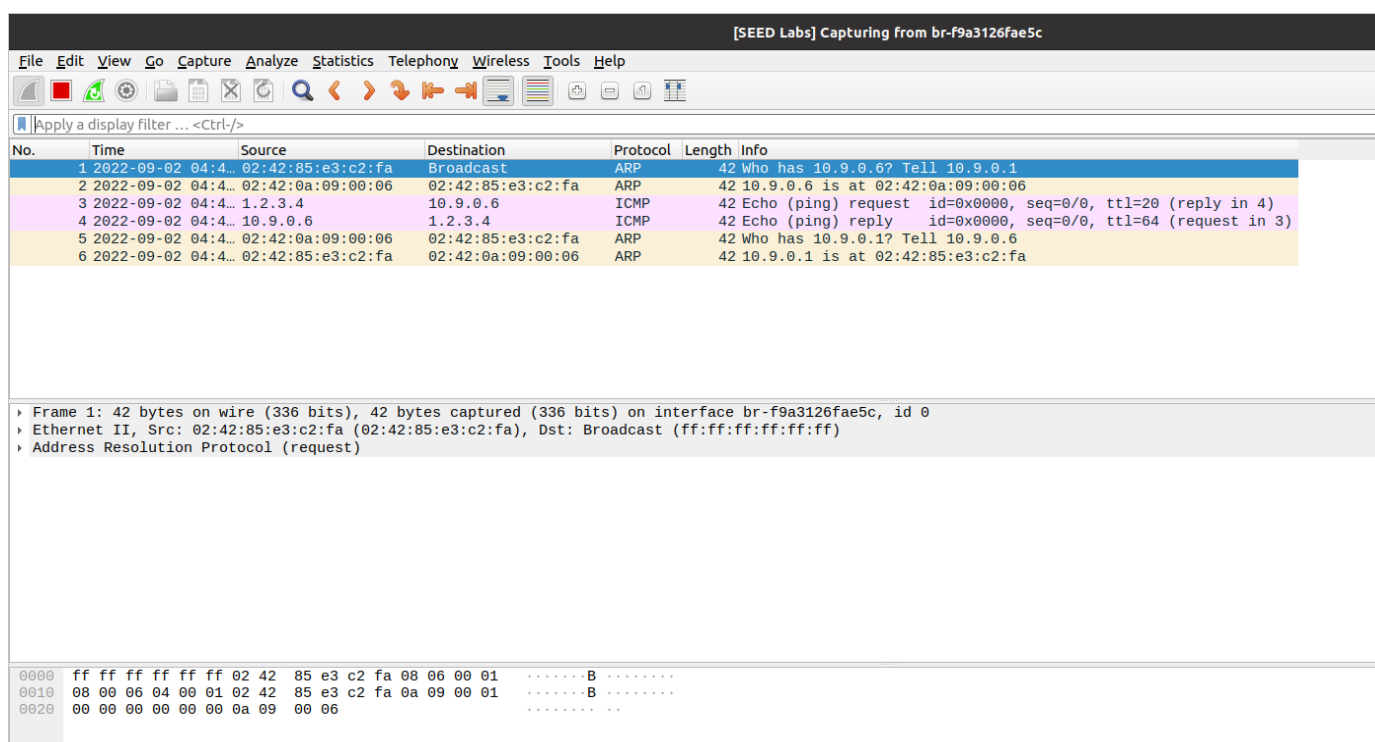 [SEED Labs] Capturing from br-f9a3126fae5c
File Edit View Go Capture Analyze Statistics Telephony Wireless Tools Help
Apply a display filter … <Ctrl-/>
No. Time Source Destination Protocol Length Info
1 2022-09-02 04:4… 02:42:85:e3:c2:fa Broadcast ARP 42 Who has 10.9.0.6? Tell 10.9.0.1
2 2022-09-02 04:4… 02:42:0a:09:00:06 02:42:85:e3:c2:fa ARP 42 10.9.0.6 is at 02:42:0a:09:00:06
3 2022-09-02 04:4… 1.2.3.4 10.9.0.6 ICMP 42 Echo (ping) request id=0x0000, seq=0/0, ttl=20 (reply in 4)
4 2022-09-02 04:4… 10.9.0.6 1.2.3.4 ICMP 42 Echo (ping) reply id=0x0000, seq=0/0, ttl=64 (request in 3)
5 2022-09-02 04:4… 02:42:0a:09:00:06 02:42:85:e3:c2:fa ARP 42 Who has 10.9.0.1? Tell 10.9.0.6
6 2022-09-02 04:4… 02:42:85:e3:c2:fa 02:42:0a:09:00:06 ARP 42 10.9.0.1 is at 02:42:85:e3:c2:fa
Frame 1: 42 bytes on wire (336 bits), 42 bytes captured (336 bits) on interface br-f9a3126fae5c, id 0
Ethernet II, Src: 02:42:85:e3:c2:fa (02:42:85:e3:c2:fa), Dst: Broadcast (ff:ff:ff:ff:ff:ff)
Address Resolution Protocol (request)
0000 ff ff ff ff ff ff 02 42 85 e3 c2 fa 08 06 00 01 ·······B ········
0010 08 00 06 04 00 01 02 42 85 e3 c2 fa 0a 09 00 01 ·······B ········
0020 00 00 00 00 00 00 0a 09 00 06 ········ ··